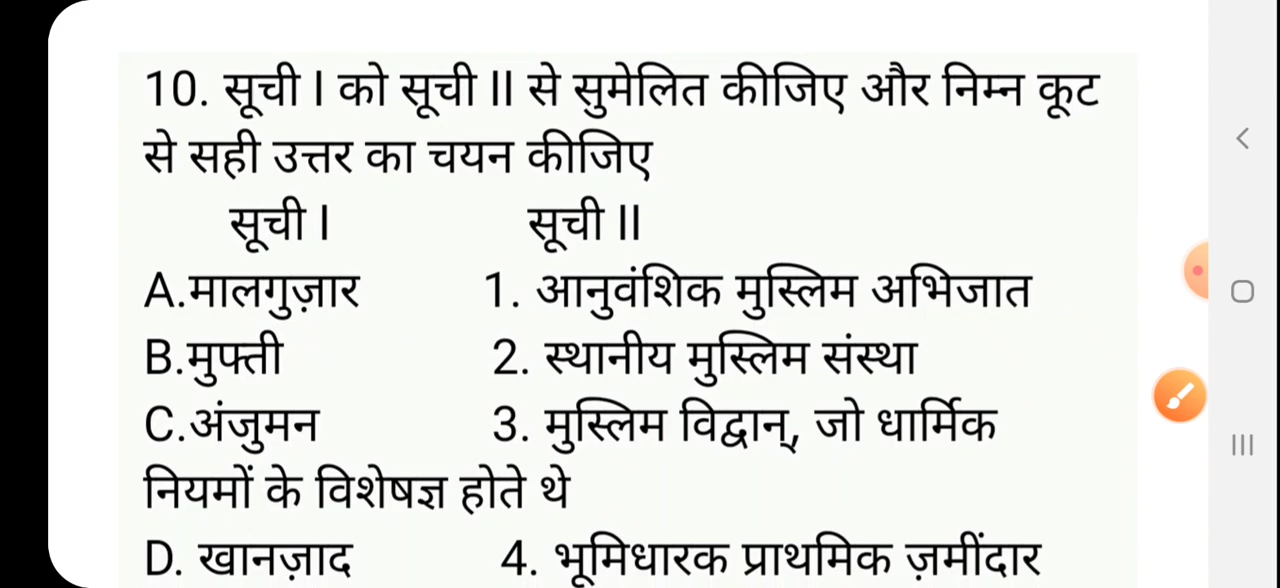 10. सूची I को सूची II से सुमेलित कीजिए और निम्न कूट
से सही उत्तर का चयन कीजिए
सूची I सूची II
A.मालगुज़ार 1. आनुवंशिक मुस्लिम अभिजात
B.मुफ्ती 2. स्थानीय मुस्लिम संस्था
C.अंजुमन 3. मुस्लिम विद्वान्, जो धार्मिक
नियमों के विशेषज्ञ होते थे
D. खानज़ाद 4. भूमिधारक प्राथमिक ज़मींदार